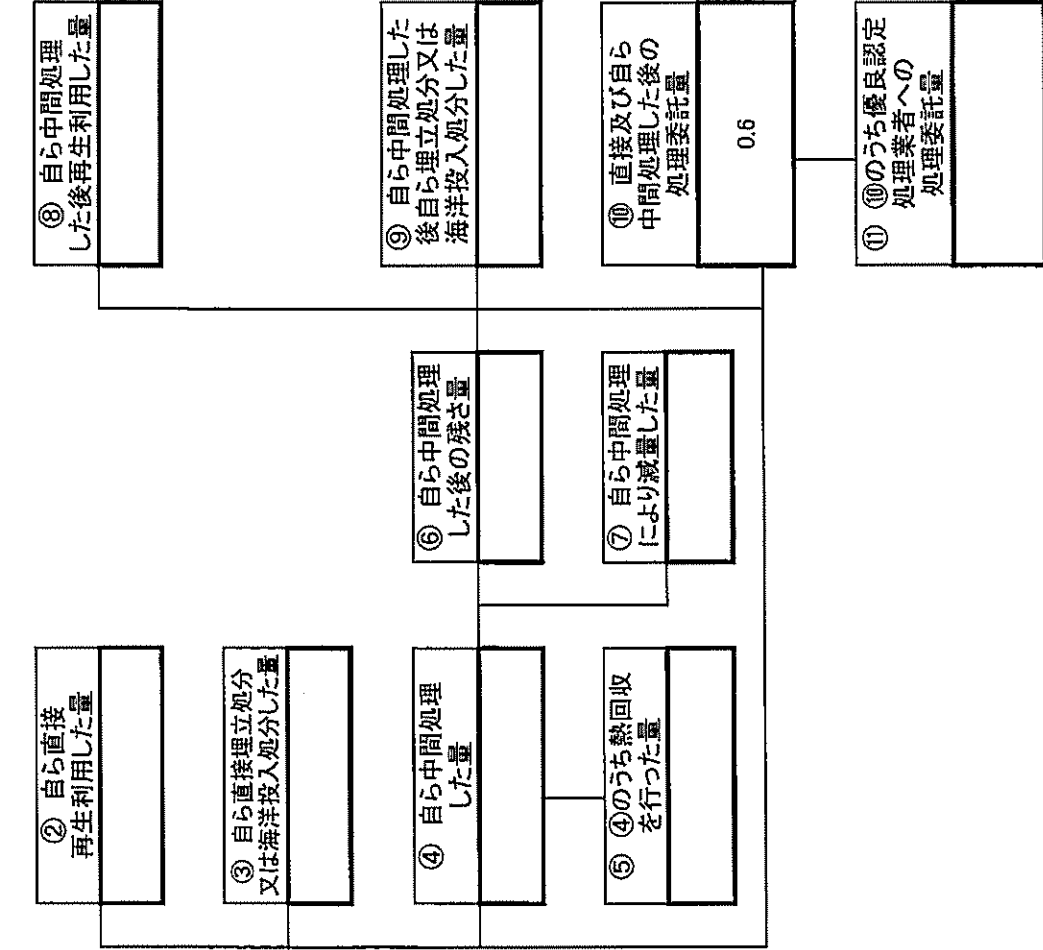 ② 自ら直接
再生利用した量
③ 自ら直接埋立処分
又は海洋投入処分した量
④ 自ら中間処理
した量
⑤ ④のうち熱回収
を行った量
⑥ 自ら中間処理
した後の残さ量
⑦ 自ら中間処理
により減量した量
⑧ 自ら中間処理
した後再生利用した量
⑨ 自ら中間処理した
後自ら埋立処分又は
海洋投入処分した量
⑩ 直接及び自ら
中間処理した後の
処理委託量
0.6
⑪ ⑩のうち優良認定
処理業者への
処理委託量